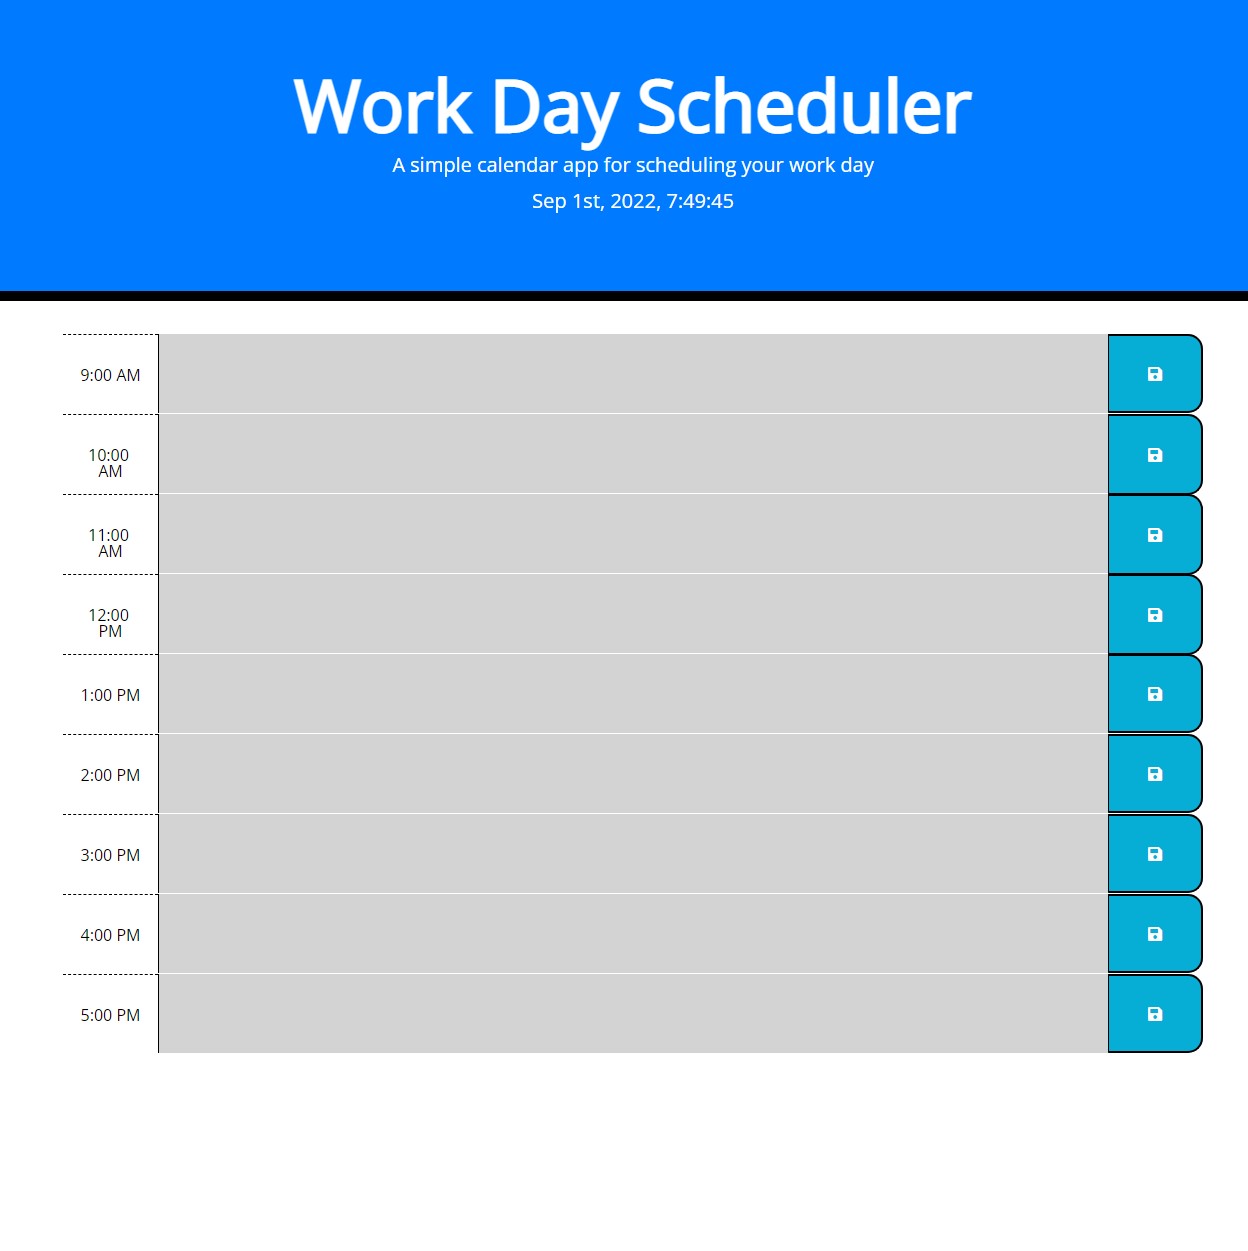 Work Day Scheduler
A simple calendar app for scheduling your work day
Sep 1st, 2022, 7:49:45
9:00 AM
10:00
AM
11:00
AM
12:00
PM
1:00 PM
2:00 PM
3:00 PM
4:00 PM
5:00 PM